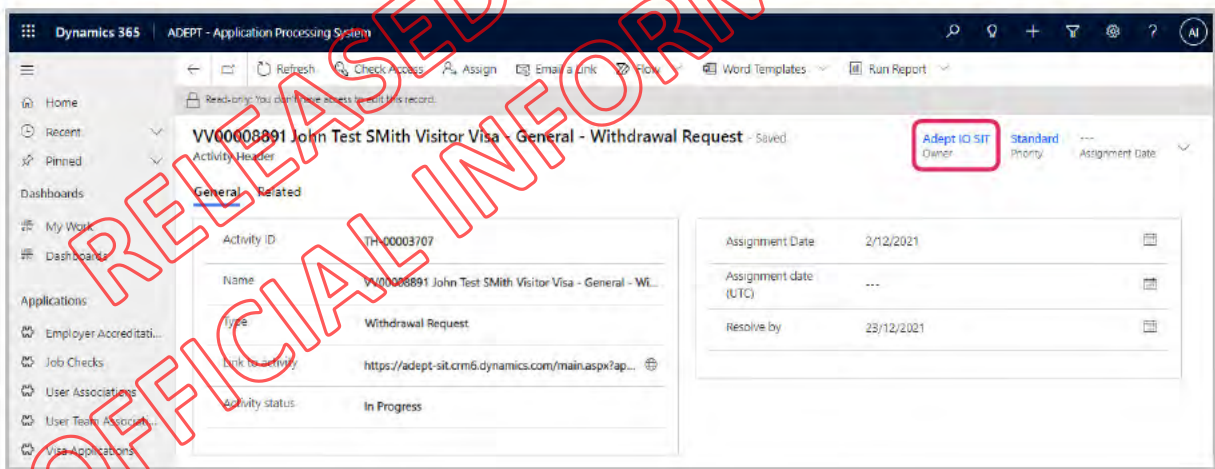 Dynamics 365 ADEPT - Application Processing System AI
Refresh Check Access Assign Email a Link Flow Word Templates Run Report
Home Read-only: You don't have access to edit this record.
Recent
VV00008891 John Test SMith Visitor Visa - General - Withdrawal Request - Saved
Adept IO SIT Standard ---
Owner Priority Assignment Date
Pinned Activity Header
Dashboards General Related
My Work
Activity ID TH-00003707 Assignment Date 2/12/2021
Dashboards
Name VV00008891 John Test SMith Visitor Visa - General - Wi... Assignment date (UTC) ---
Applications
Employer Accreditati... Type Withdrawal Request Resolve by 23/12/2021
Job Checks Link to activity https://adept-sit.crm6.dynamics.com/main.aspx?ap...
User Associations
Activity status In Progress
User Team Associati...
Visa Applications
RELEASED
OFFICIAL INFORM